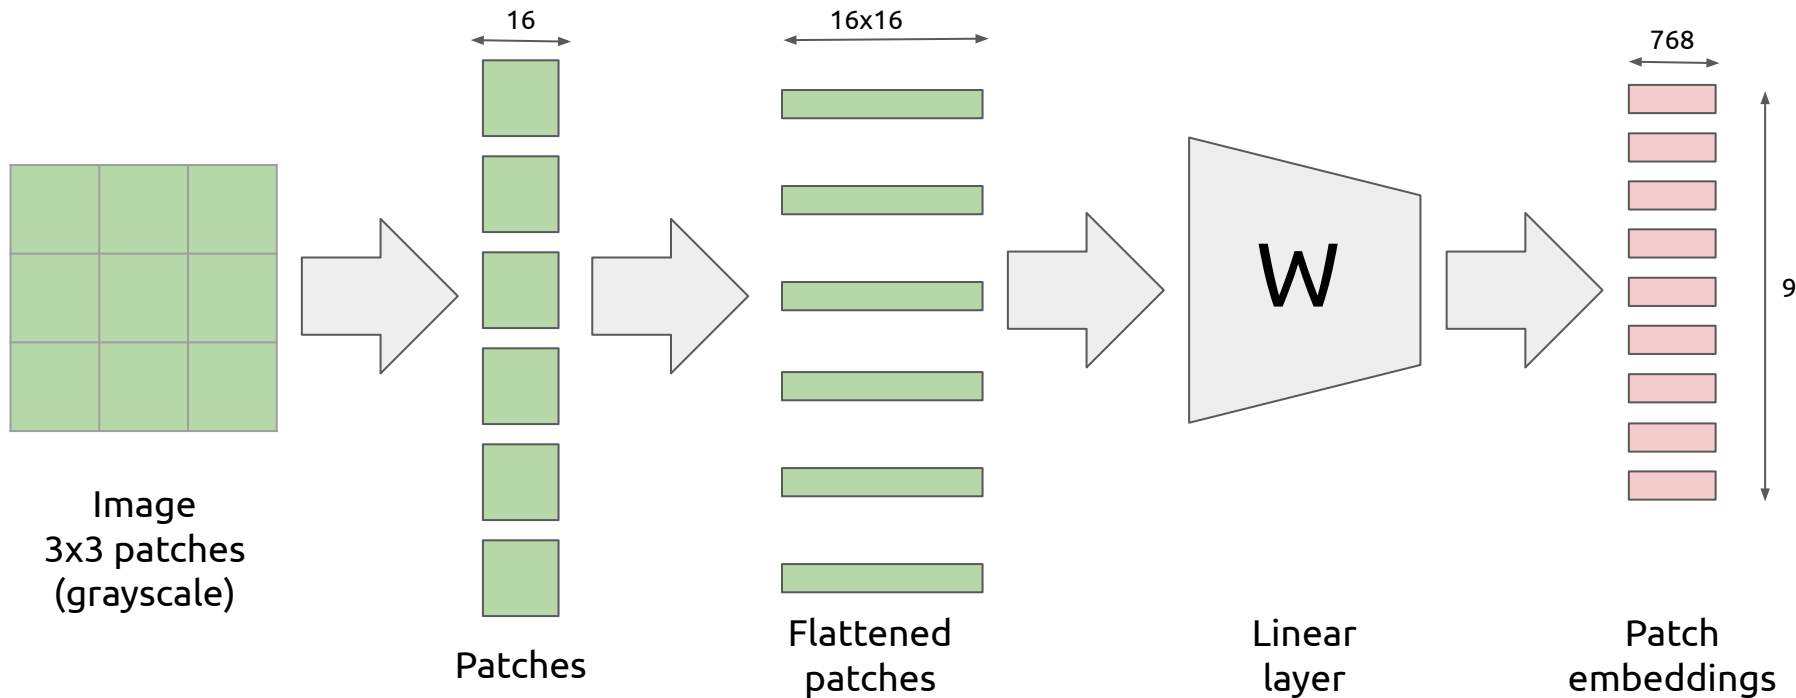 16
16x16
768
W
9
Image
3x3 patches
(grayscale)
Patches
Flattened
patches
Linear
layer
Patch
embeddings